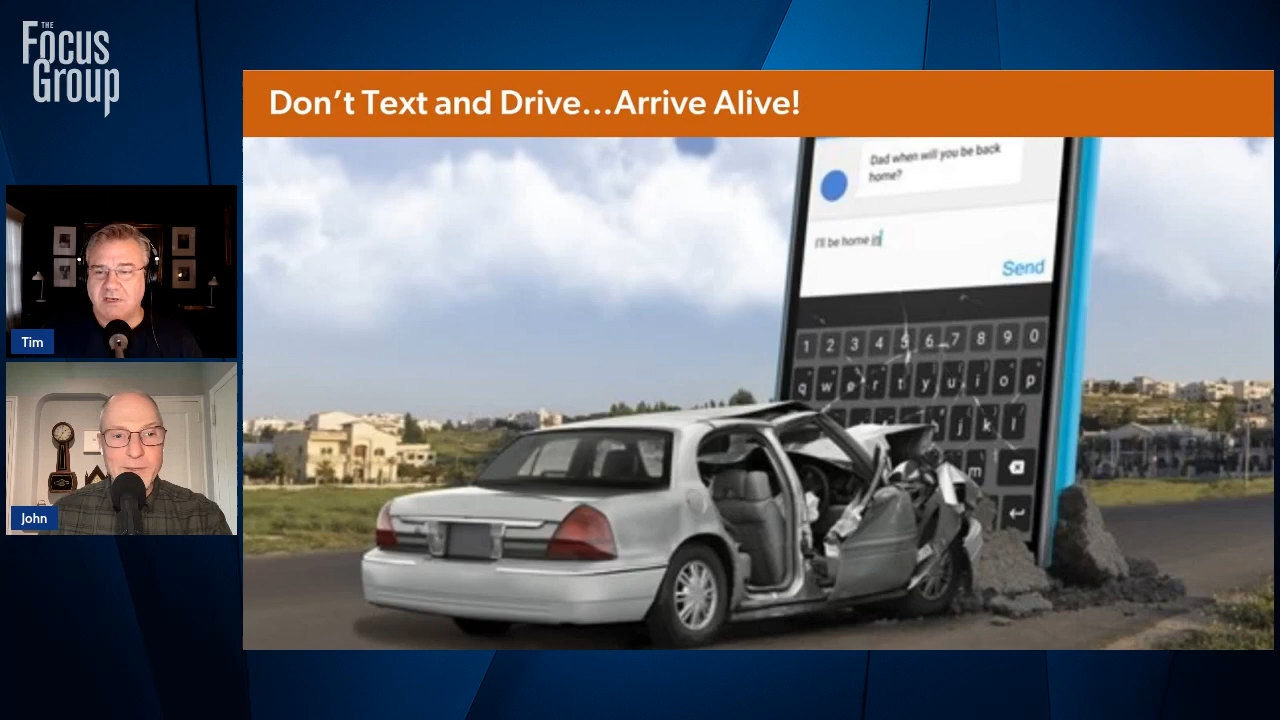 THE
Focus
Group
Don't Text and Drive...Arrive Alive!
Dad when will you be back
home?
I'll be home in
Send
1 2 3 4 5 6 7 8 9 0
q w e r t y u i o p
j k l
m
Tim
John